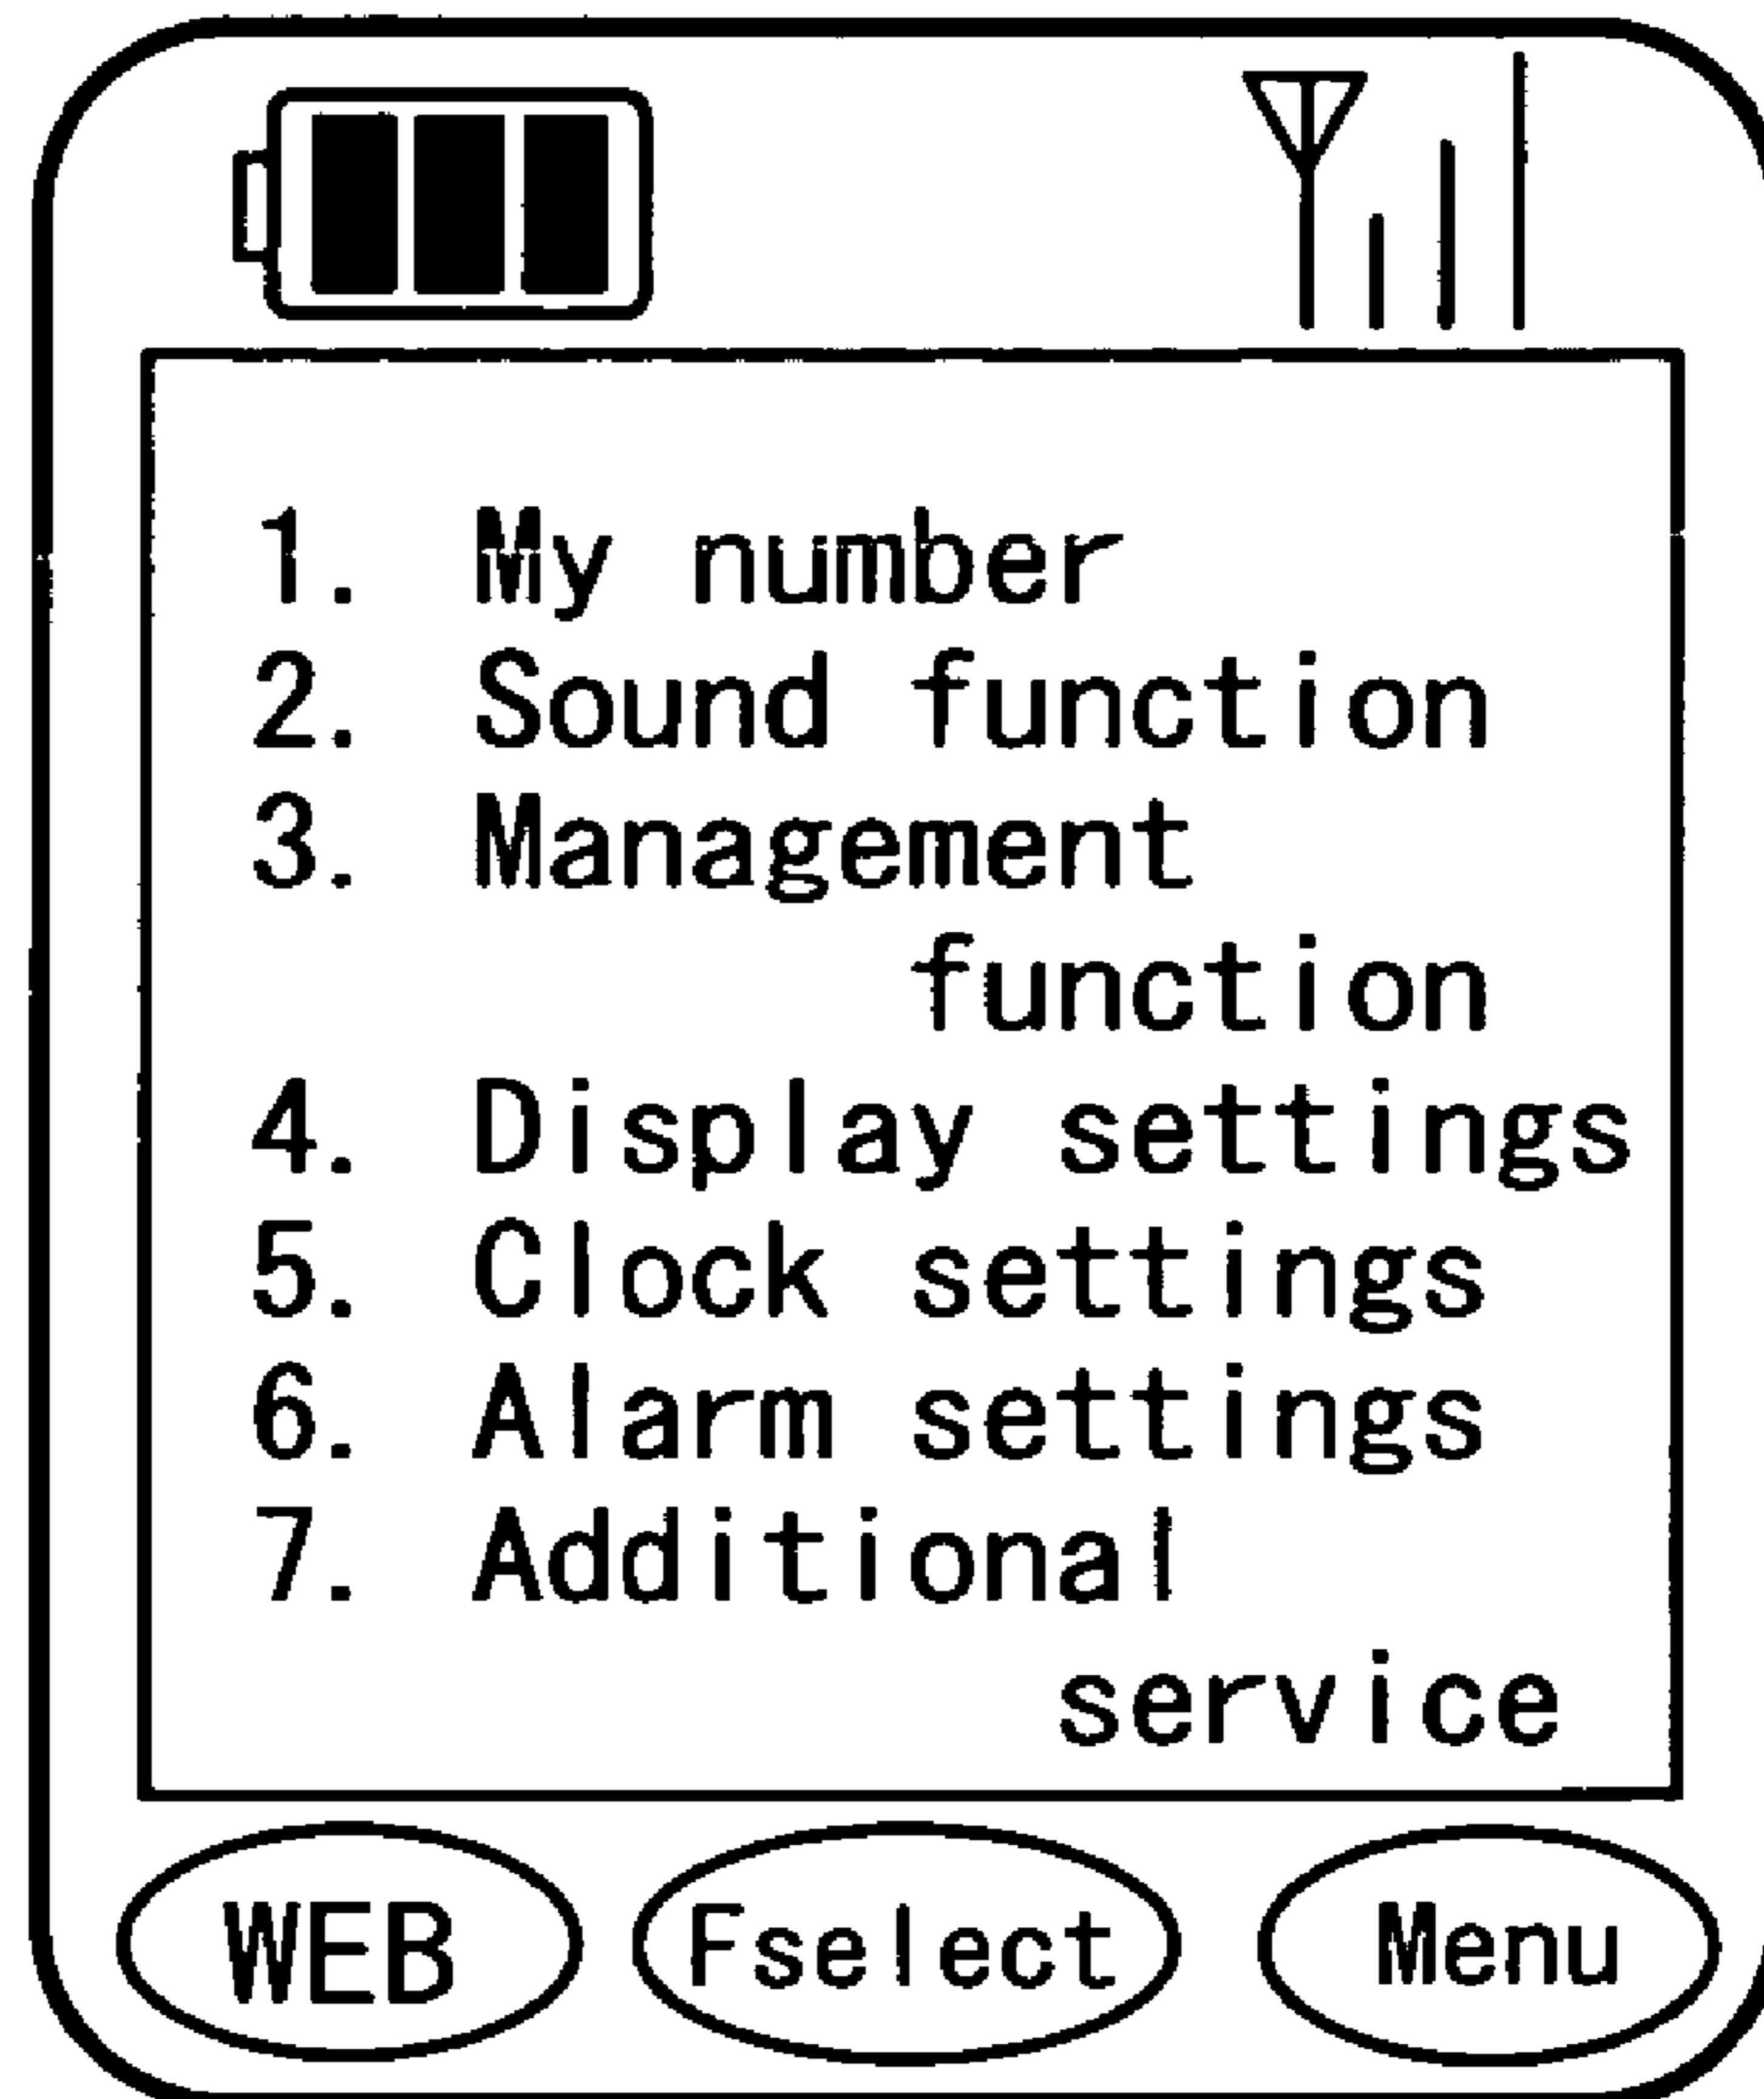 1. My number
2. Sound function
3. Management
function
4. Display settings
5. Clock settings
6. Alarm settings
7. Additional
service
WEB Fselect Menu